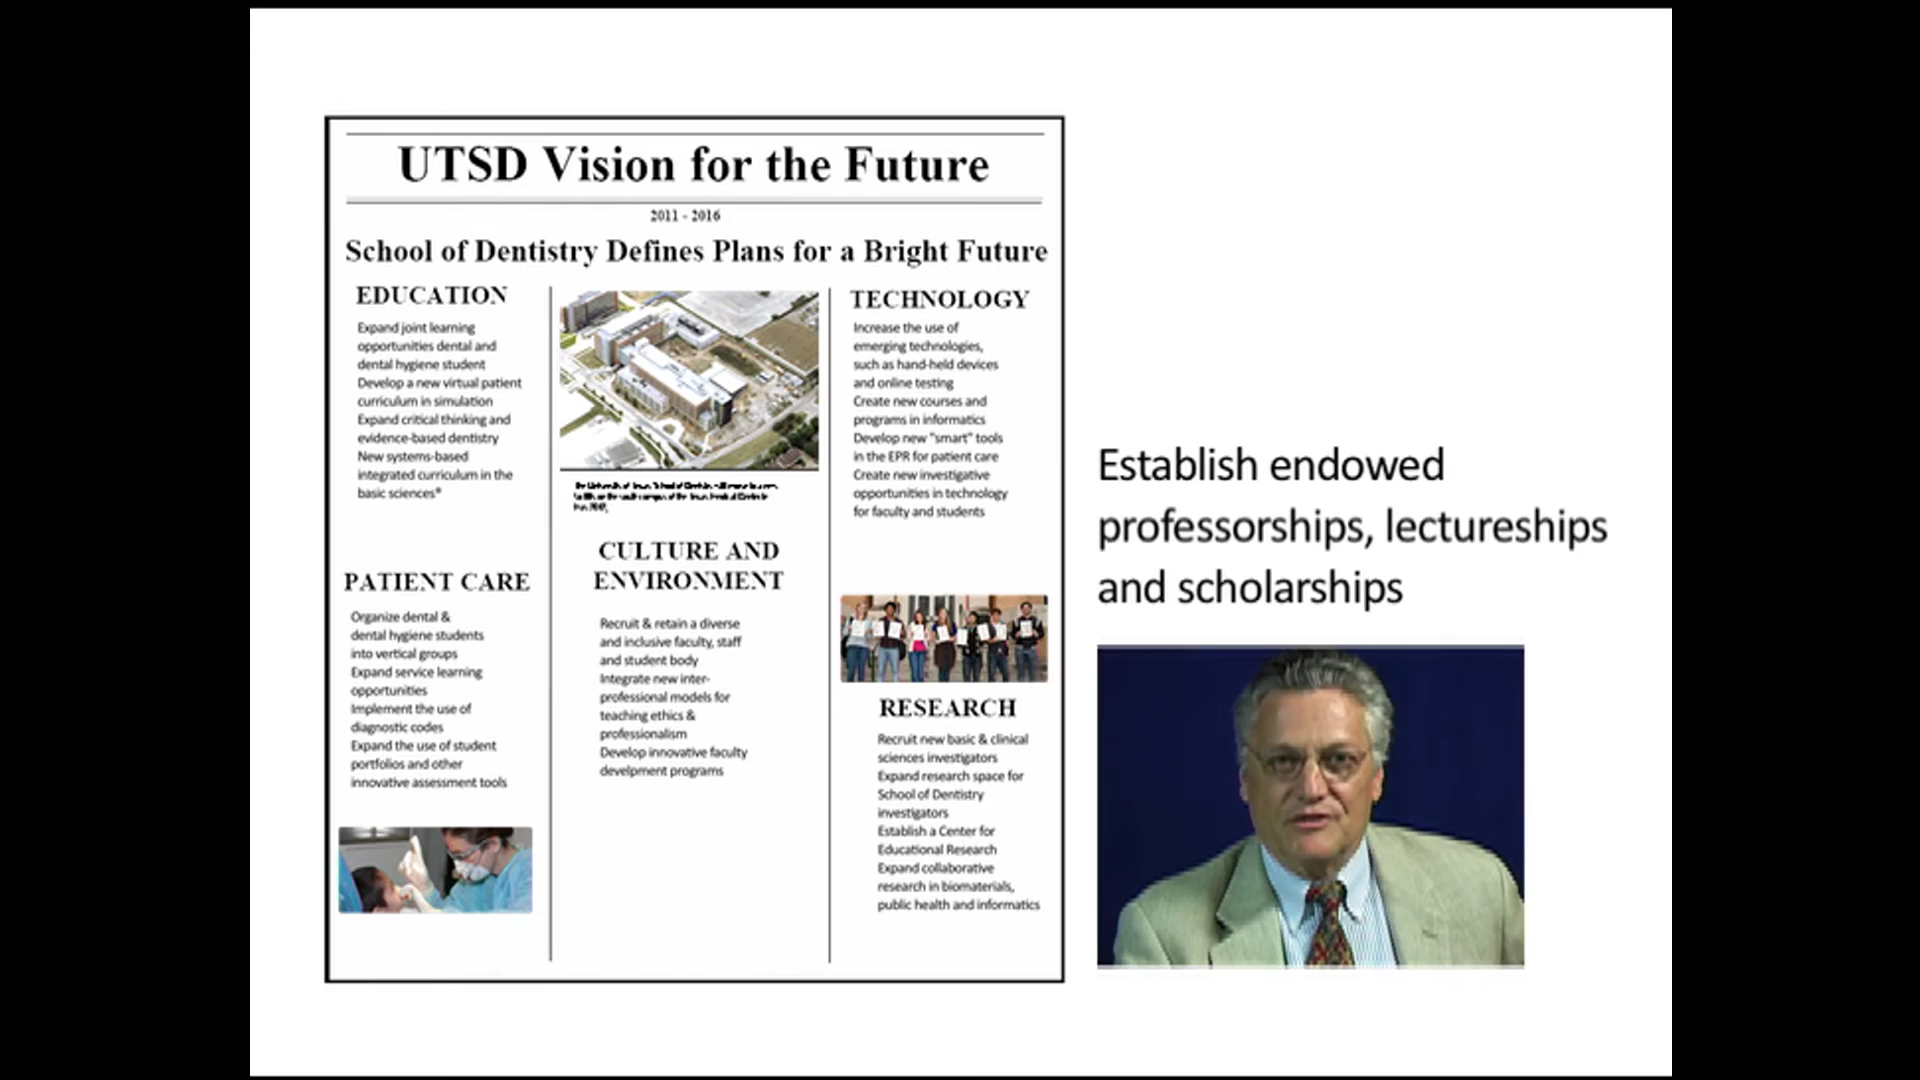 UTSD Vision for the Future
2011 - 2016
School of Dentistry Defines Plans for a Bright Future
EDUCATION
Expand joint learning
opportunities dental and
dental hygiene student
Develop a new virtual patient
curriculum in simulation
Expand critical thinking and
evidence-based dentistry
New systems-based
integrated curriculum in the
basic sciences*
PATIENT CARE
Organize dental &
dental hygiene students
into vertical groups
Expand service learning
opportunities
Implement the use of
diagnostic codes
Expand the use of student
portfolios and other
innovative assessment tools
CULTURE AND
ENVIRONMENT
Recruit & retain a diverse
and inclusive faculty, staff
and student body
Integrate new inter-
professional models for
teaching ethics &
professionalism
Develop innovative faculty
develpment programs
TECHNOLOGY
Increase the use of
emerging technologies,
such as hand-held devices
and online testing
Create new courses and
programs in informatics
Develop new "smart" tools
in the EPR for patient care
Create new investigative
opportunities in technology
for faculty and students
RESEARCH
Recruit new basic & clinical
sciences investigators
Expand research space for
School of Dentistry
investigators
Establish a Center for
Educational Research
Expand collaborative
research in biomaterials,
public health and informatics
Establish endowed
professorships, lectureships
and scholarships